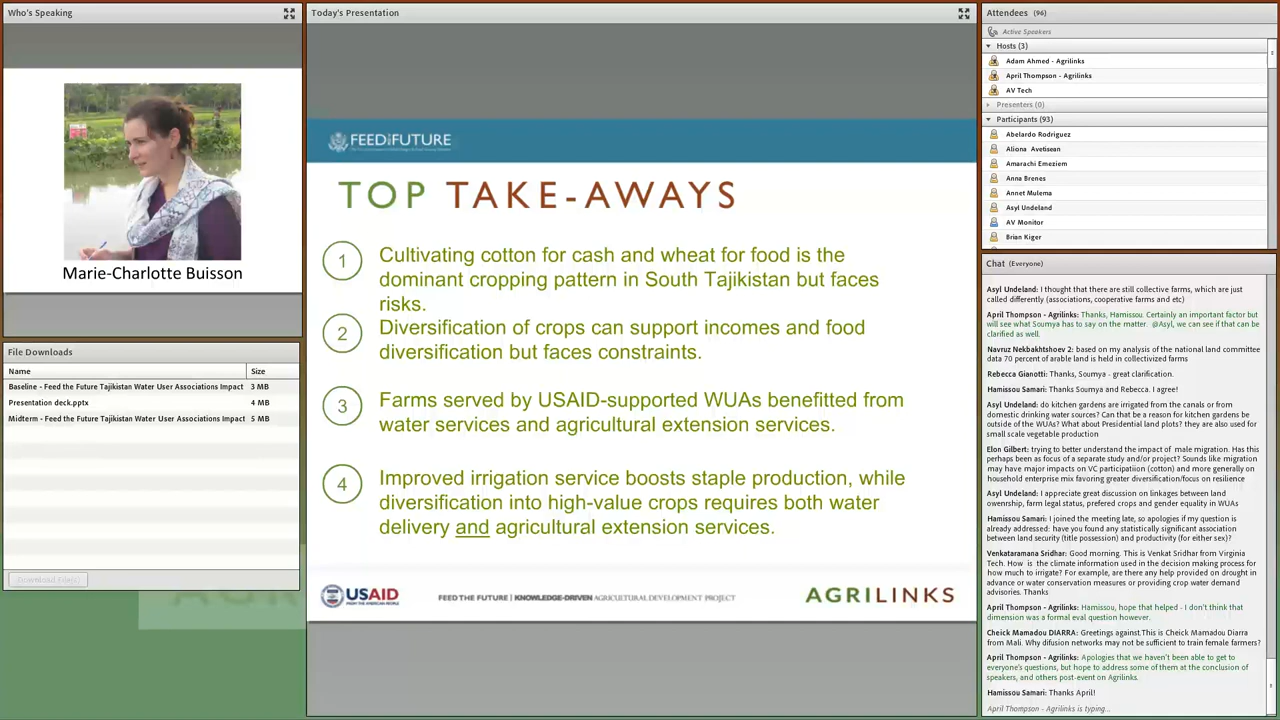 Who's Speaking
Marie-Charlotte Buisson
File Downloads
Name
Size
Baseline - Feed the Future Tajikistan Water User Associations Impact
3 MB
Presentation deck.pptx
4 MB
Midterm - Feed the Future Tajikistan Water User Associations Impact
5 MB
Download File(s)
Today's Presentation
FEED THE FUTURE
TOP TAKE-AWAYS
1
Cultivating cotton for cash and wheat for food is the
dominant cropping pattern in South Tajikistan but faces
risks.
2
Diversification of crops can support incomes and food
diversification but faces constraints.
3
Farms served by USAID-supported WUAs benefitted from
water services and agricultural extension services.
4
Improved irrigation service boosts staple production, while
diversification into high-value crops requires both water
delivery and agricultural extension services.
USAID
FROM THE AMERICAN PEOPLE
FEED THE FUTURE | KNOWLEDGE-DRIVEN AGRICULTURAL DEVELOPMENT PROJECT
AGRILINKS
Attendees (96)
Active Speakers
Hosts (3)
Adam Ahmed - Agrilinks
April Thompson - Agrilinks
AV Tech
Presenters (0)
Participants (93)
Abelardo Rodriguez
Aliona Avetisean
Amarachi Emeziem
Anna Brenes
Annet Mulema
Asyl Undeland
AV Monitor
Brian Kiger
Chat (Everyone)
Asyl Undeland: I thought that there are still collective farms, which are just
called differently (associations, cooperative farms and etc)
April Thompson - Agrilinks: Thanks, Hamissou. Certainly an important factor but
will see what Soumya has to say on the matter. @Asyl, we can see if that can be
clarified as well.
Navruz Nekbakhtshoev 2: based on my analysis of the national land committee
data 70 percent of arable land is held in collectivized farms
Rebecca Gianotti: Thanks, Soumya - great clarification.
Hamissou Samari: Thanks Soumya and Rebecca. I agree!
Asyl Undeland: do kitchen gardens are irrigated from the canals or from
domestic drinking water sources? Can that be a reason for kitchen gardens be
outside of the WUAs? What about Presidential land plots? they are also used for
small scale vegetable production
Elon Gilbert: trying to better understand the impact of male migration. Has this
perhaps been as focus of a separate study and/or project? Sounds like migration
may have major impacts on VC participatiion (cotton) and more generally on
household enterprise mix favoring greater diversification/focus on resilience
Asyl Undeland: I appreciate great discussion on linkages between land
owenrship, farm legal status, prefered crops and gender equality in WUAs
Hamissou Samari: I joined the meeting late, so apologies if my question is
already addressed: have you found any statistically significant association
between land security (title possession) and productivity (for either sex)?
Venkataramana Sridhar: Good morning. This is Venkat Sridhar from Virginia
Tech. How is the climate information used in the decision making process for
how much to irrigate? For example, are there any help provided on drought in
advance or water conservation measures or providing crop water demand
advisories. Thanks
April Thompson - Agrilinks: Hamissou, hope that helped - I don't think that
dimension was a formal eval question however.
Cheick Mamadou DIARRA: Greetings against.This is Cheick Mamadou Diarra
from Mali. Why difusion networks may not be sufficient to train female farmers?
April Thompson - Agrilinks: Apologies that we haven't been able to get to
everyone's questions, but hope to address some of them at the conclusion of
speakers, and others post-event on Agrilinks.
Hamissou Samari: Thanks April!
April Thompson - Agrilinks is typing...